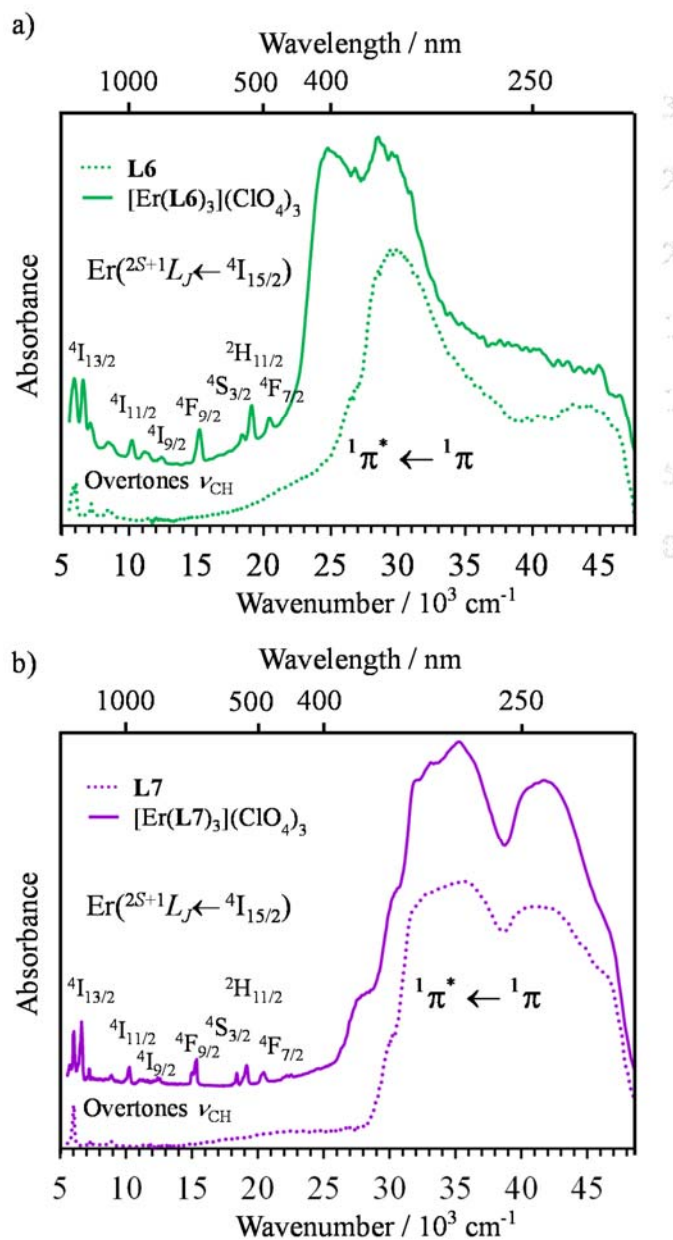 a)
Wavelength / nm
1000 500 400 250
L6
[Er(L6)₃](ClO₄)₃
Er(²ˢ⁺¹L_J ← ⁴I₁₅/₂)
⁴I₁₃/₂
⁴I₁₁/₂
⁴I₉/₂
⁴F₉/₂
⁴S₃/₂
²H₁₁/₂
⁴F₇/₂
¹π* ← ¹π
Overtones ν_CH
Absorbance
5 10 15 20 25 30 35 40 45
Wavenumber / 10³ cm⁻¹
b)
Wavelength / nm
1000 500 400 250
L7
[Er(L7)₃](ClO₄)₃
Er(²ˢ⁺¹L_J ← ⁴I₁₅/₂)
⁴I₁₃/₂
⁴I₁₁/₂
⁴I₉/₂
⁴F₉/₂
⁴S₃/₂
²H₁₁/₂
⁴F₇/₂
¹π* ← ¹π
Overtones ν_CH
Absorbance
5 10 15 20 25 30 35 40 45
Wavenumber / 10³ cm⁻¹